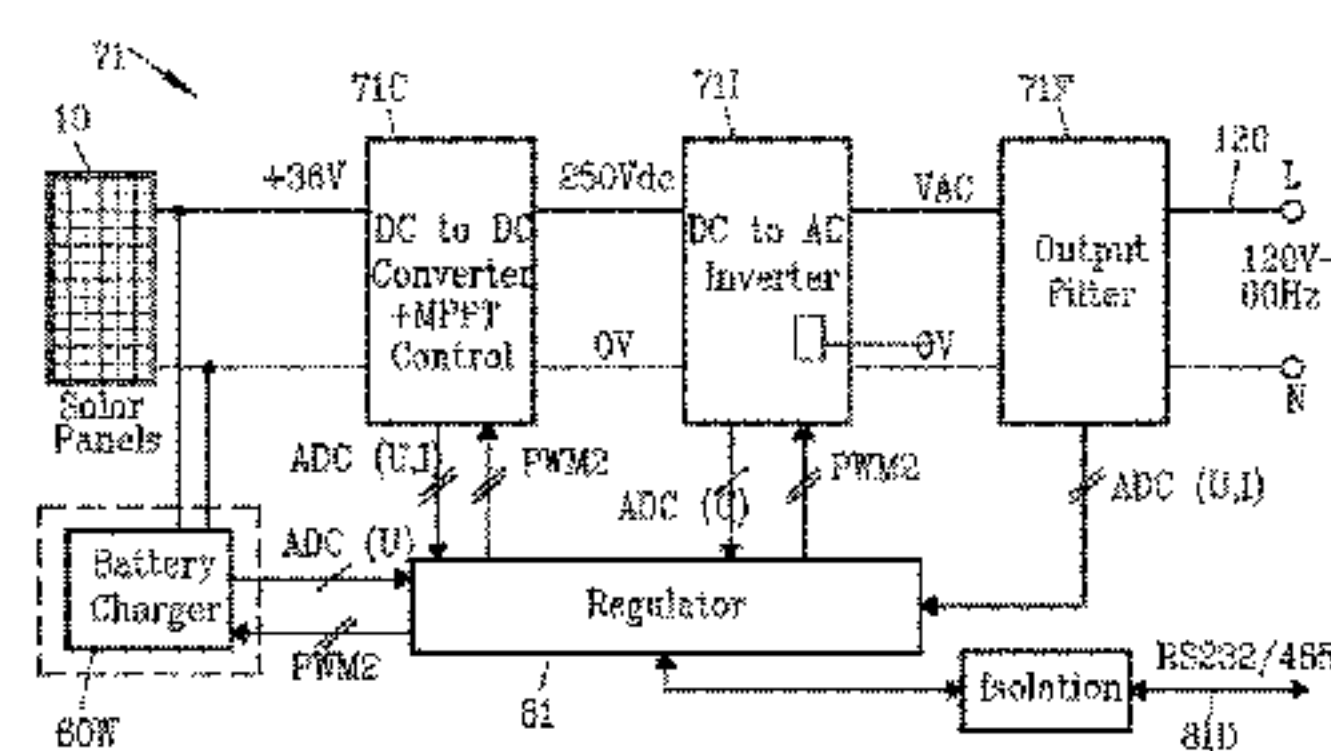 71
10
71C
71I
71F
120
L
+36V
250Vdc
VAC
DC to DC
Converter
+MPPT
Control
DC to AC
Inverter
Output
Filter
120V-
60Hz
0V
0V
N
Solar
Panels
ADC (U,I)
PWM2
ADC (U)
PWM2
ADC (U,I)
Battery
Charger
ADC (U)
PWM2
Regulator
Isolation
RS232/485
60W
81
81D